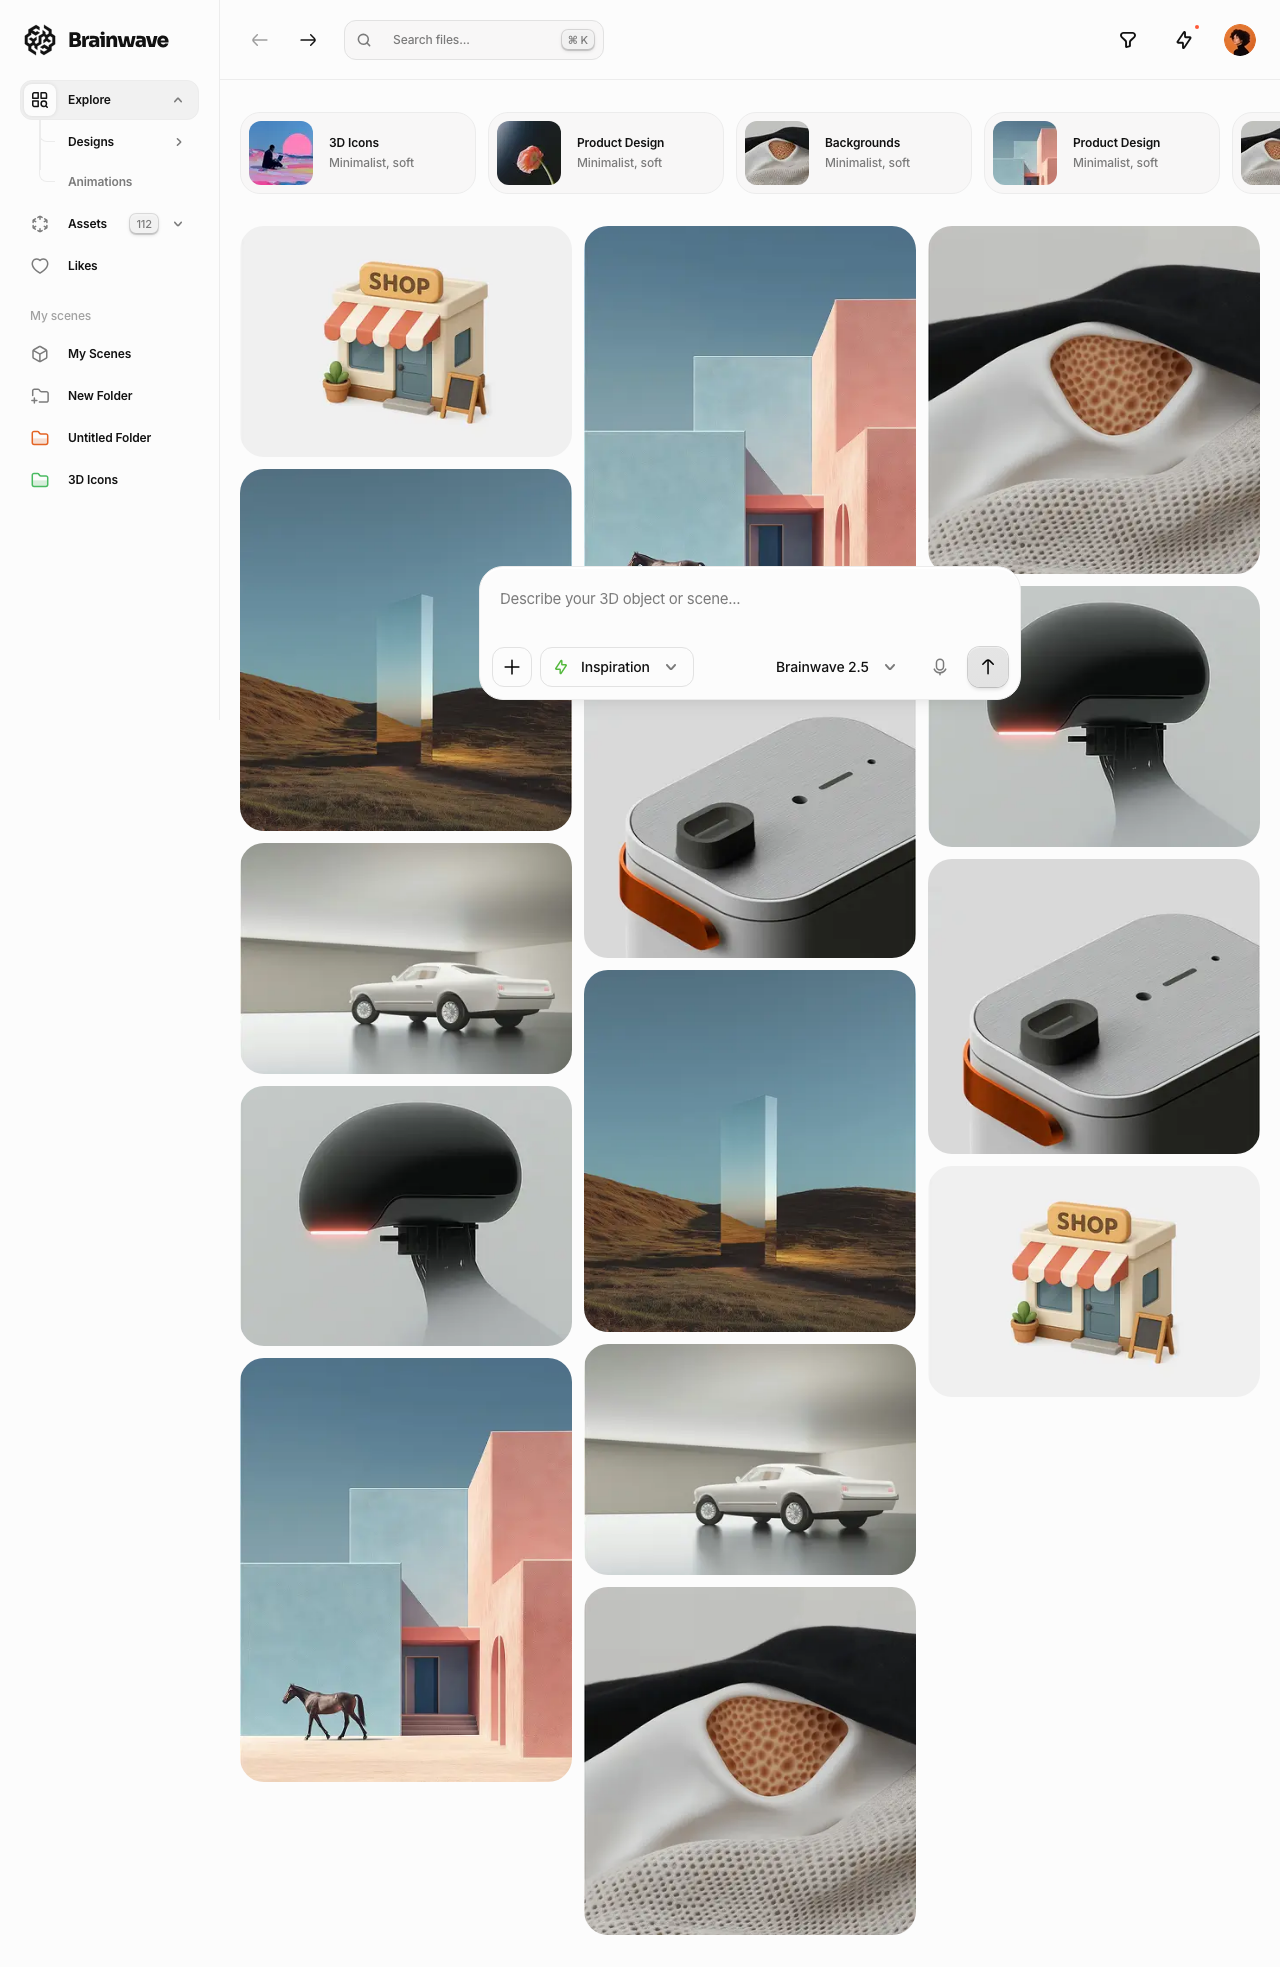 Brainwave
Search files...
⌘ K
Explore
Designs
Animations
Assets 112
Likes
My scenes
My Scenes
New Folder
Untitled Folder
3D Icons
3D Icons
Minimalist, soft
Product Design
Minimalist, soft
Backgrounds
Minimalist, soft
Product Design
Minimalist, soft
SHOP
Describe your 3D object or scene...
Inspiration
Brainwave 2.5
SHOP